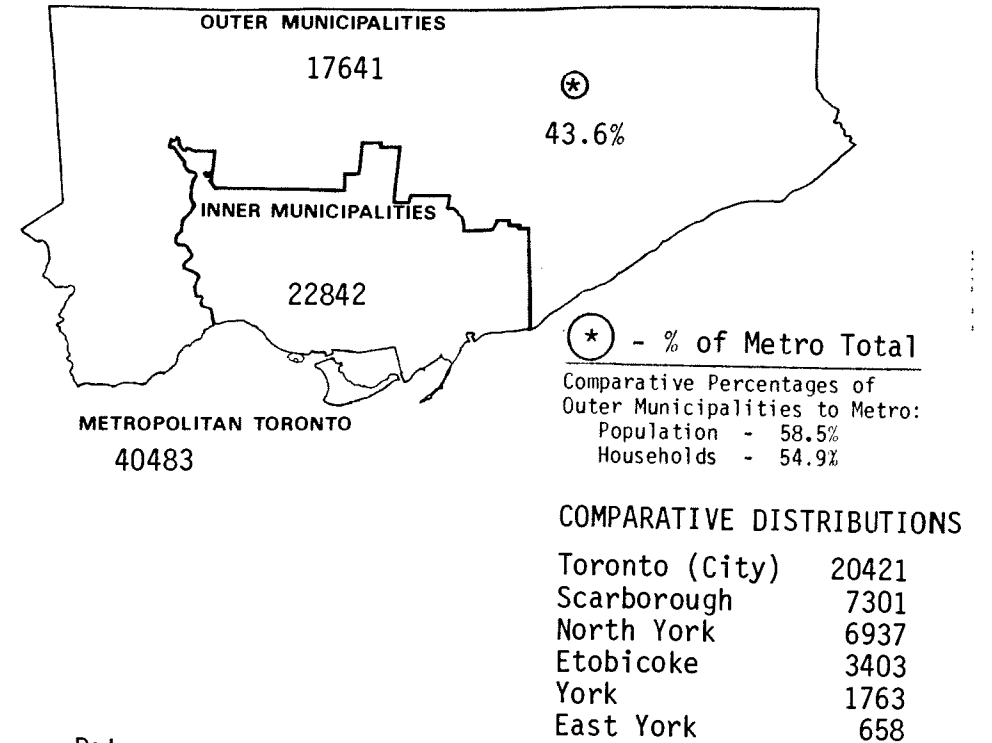 OUTER MUNICIPALITIES
17641
*
43.6%
INNER MUNICIPALITIES
22842
* - % of Metro Total
Comparative Percentages of
Outer Municipalities to Metro:
Population - 58.5%
Households - 54.9%
METROPOLITAN TORONTO
40483
COMPARATIVE DISTRIBUTIONS
Toronto (City) 20421
Scarborough 7301
North York 6937
Etobicoke 3403
York 1763
East York 658